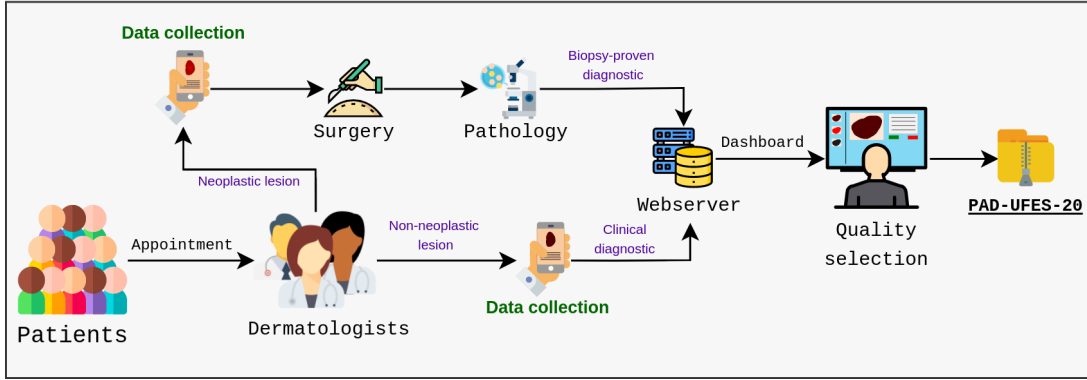 Data collection
Biopsy-proven
diagnostic
Surgery
Pathology
Dashboard
Neoplastic lesion
Webserver
PAD-UFES-20
Appointment
Non-neoplastic
lesion
Clinical
diagnostic
Quality
selection
Data collection
Dermatologists
Patients